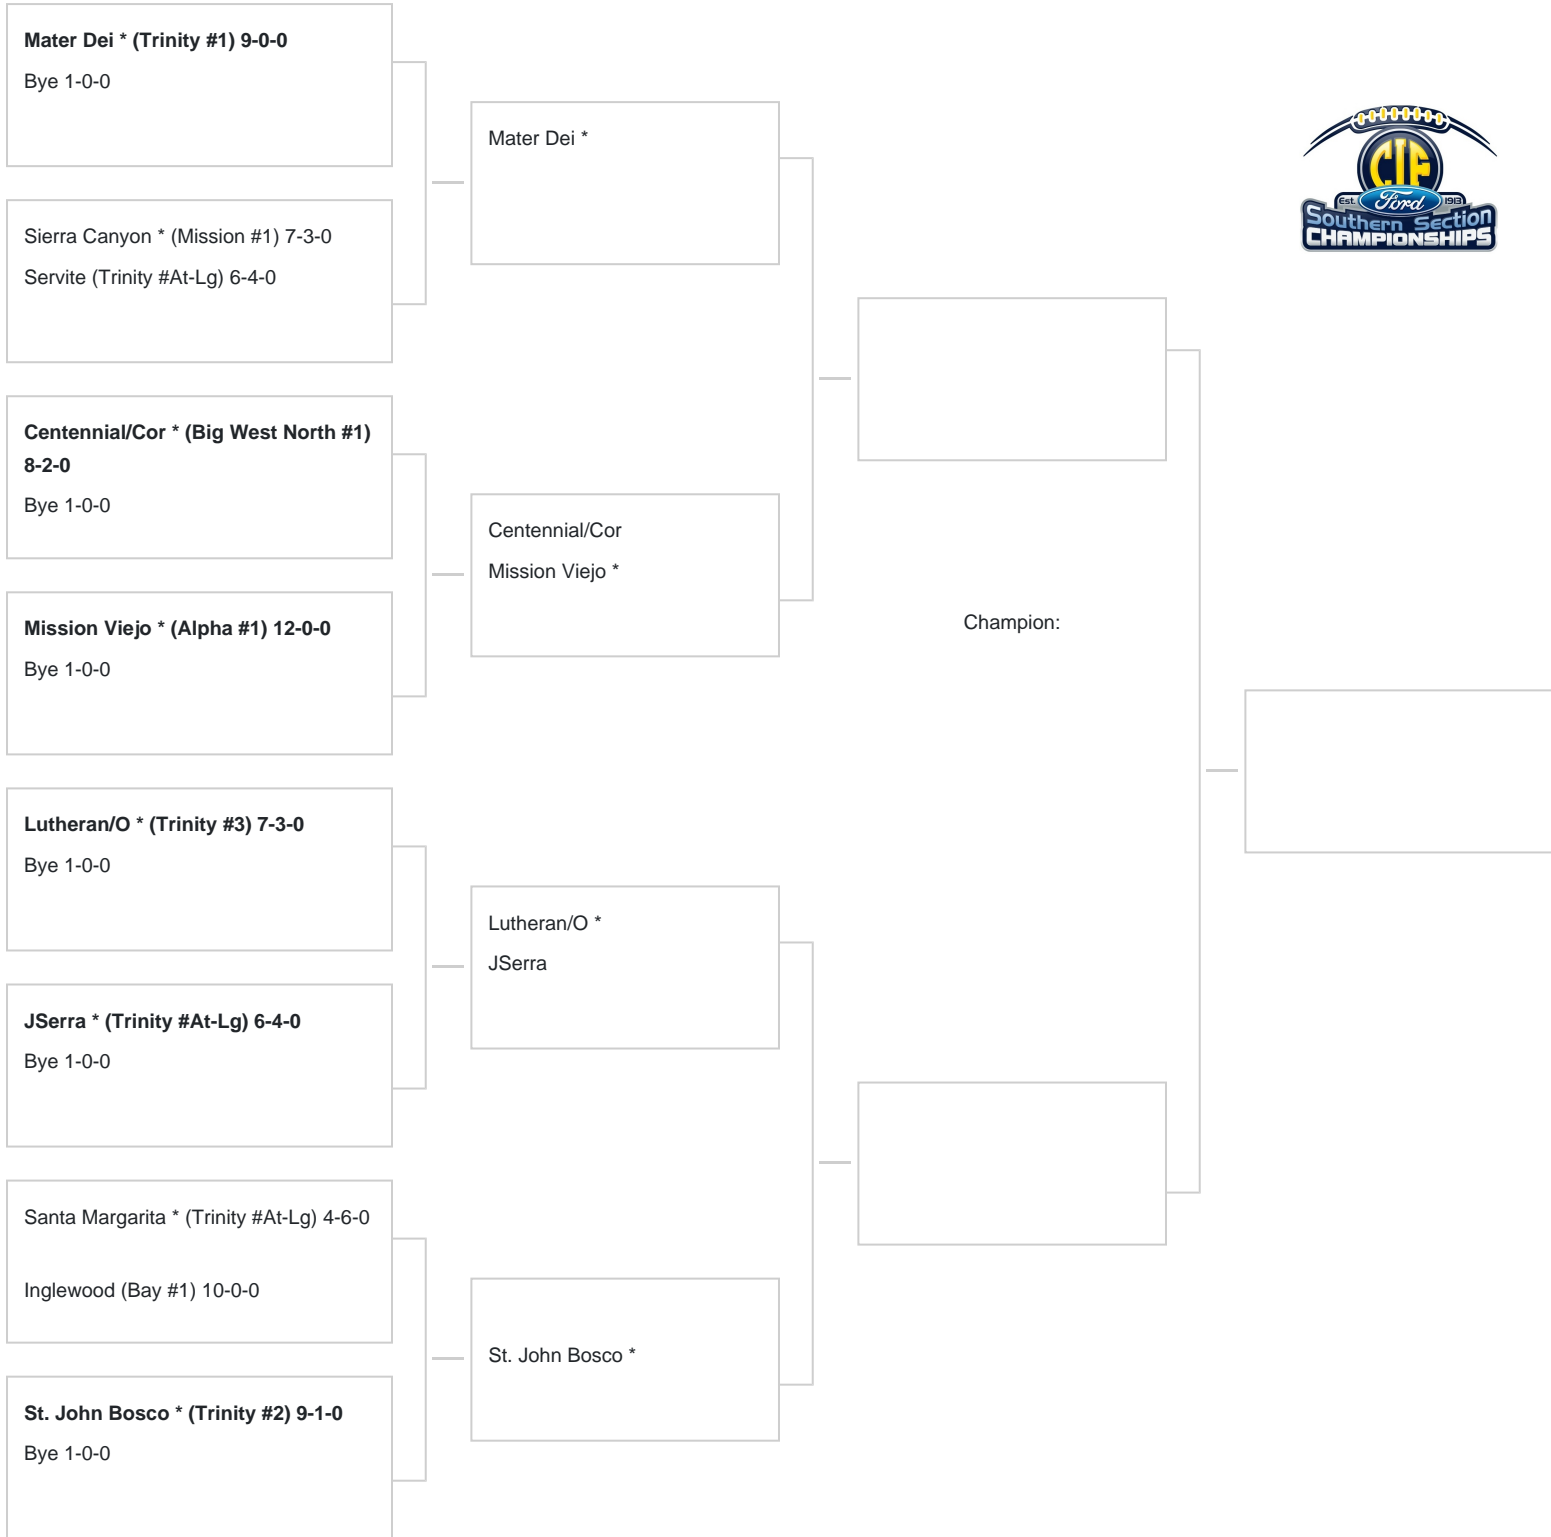 Mater Dei * (Trinity #1) 9-0-0
Bye 1-0-0
Sierra Canyon * (Mission #1) 7-3-0
Servite (Trinity #At-Lg) 6-4-0
Centennial/Cor * (Big West North #1)
8-2-0
Bye 1-0-0
Mission Viejo * (Alpha #1) 12-0-0
Bye 1-0-0
Lutheran/O * (Trinity #3) 7-3-0
Bye 1-0-0
JSerra * (Trinity #At-Lg) 6-4-0
Bye 1-0-0
Santa Margarita * (Trinity #At-Lg) 4-6-0
Inglewood (Bay #1) 10-0-0
St. John Bosco * (Trinity #2) 9-1-0
Bye 1-0-0
Mater Dei *
Centennial/Cor
Mission Viejo *
Lutheran/O *
JSerra
St. John Bosco *
Champion:
CIF
Est. Ford 1913
Southern Section
CHAMPIONSHIPS